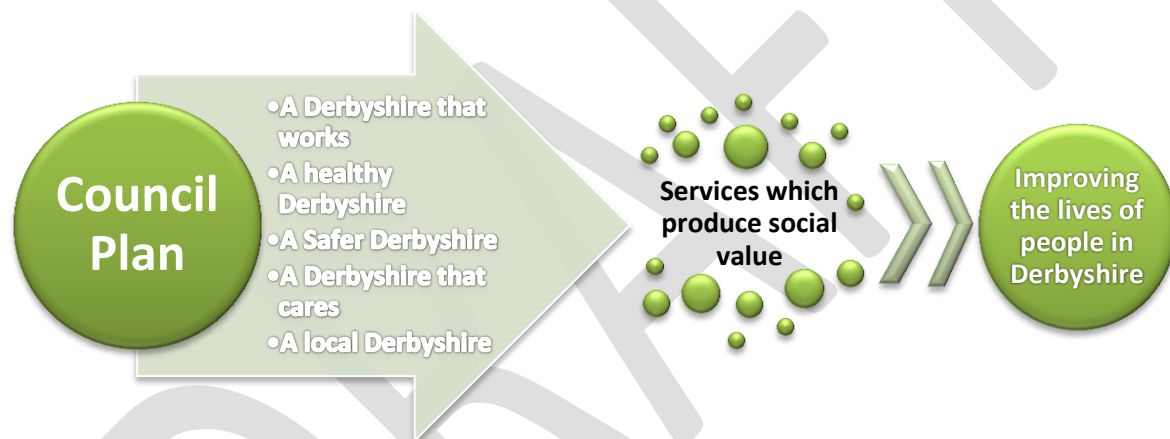 Council
Plan
•A Derbyshire that
works
•A healthy
Derbyshire
•A Safer Derbyshire
•A Derbyshire that
cares
•A local Derbyshire
Services which
produce social
value
Improving
the lives of
people in
Derbyshire